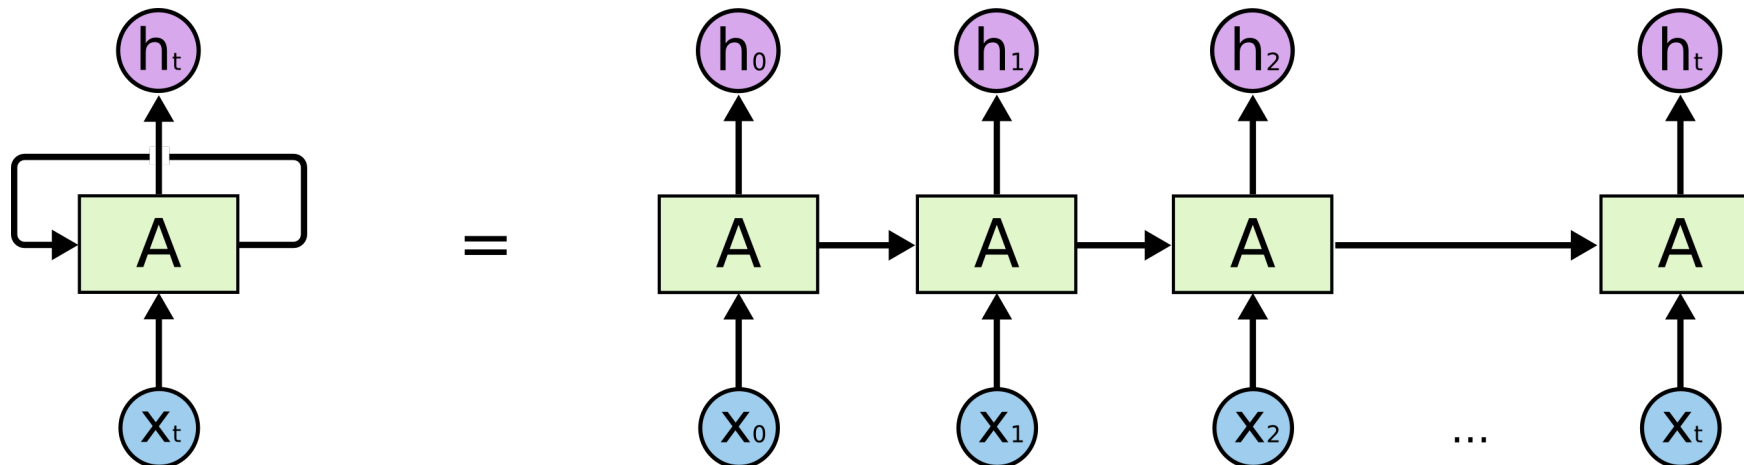 hₜ h₀ h₁ h₂ hₜ
A = A A A A
xₜ x₀ x₁ x₂ ... xₜ